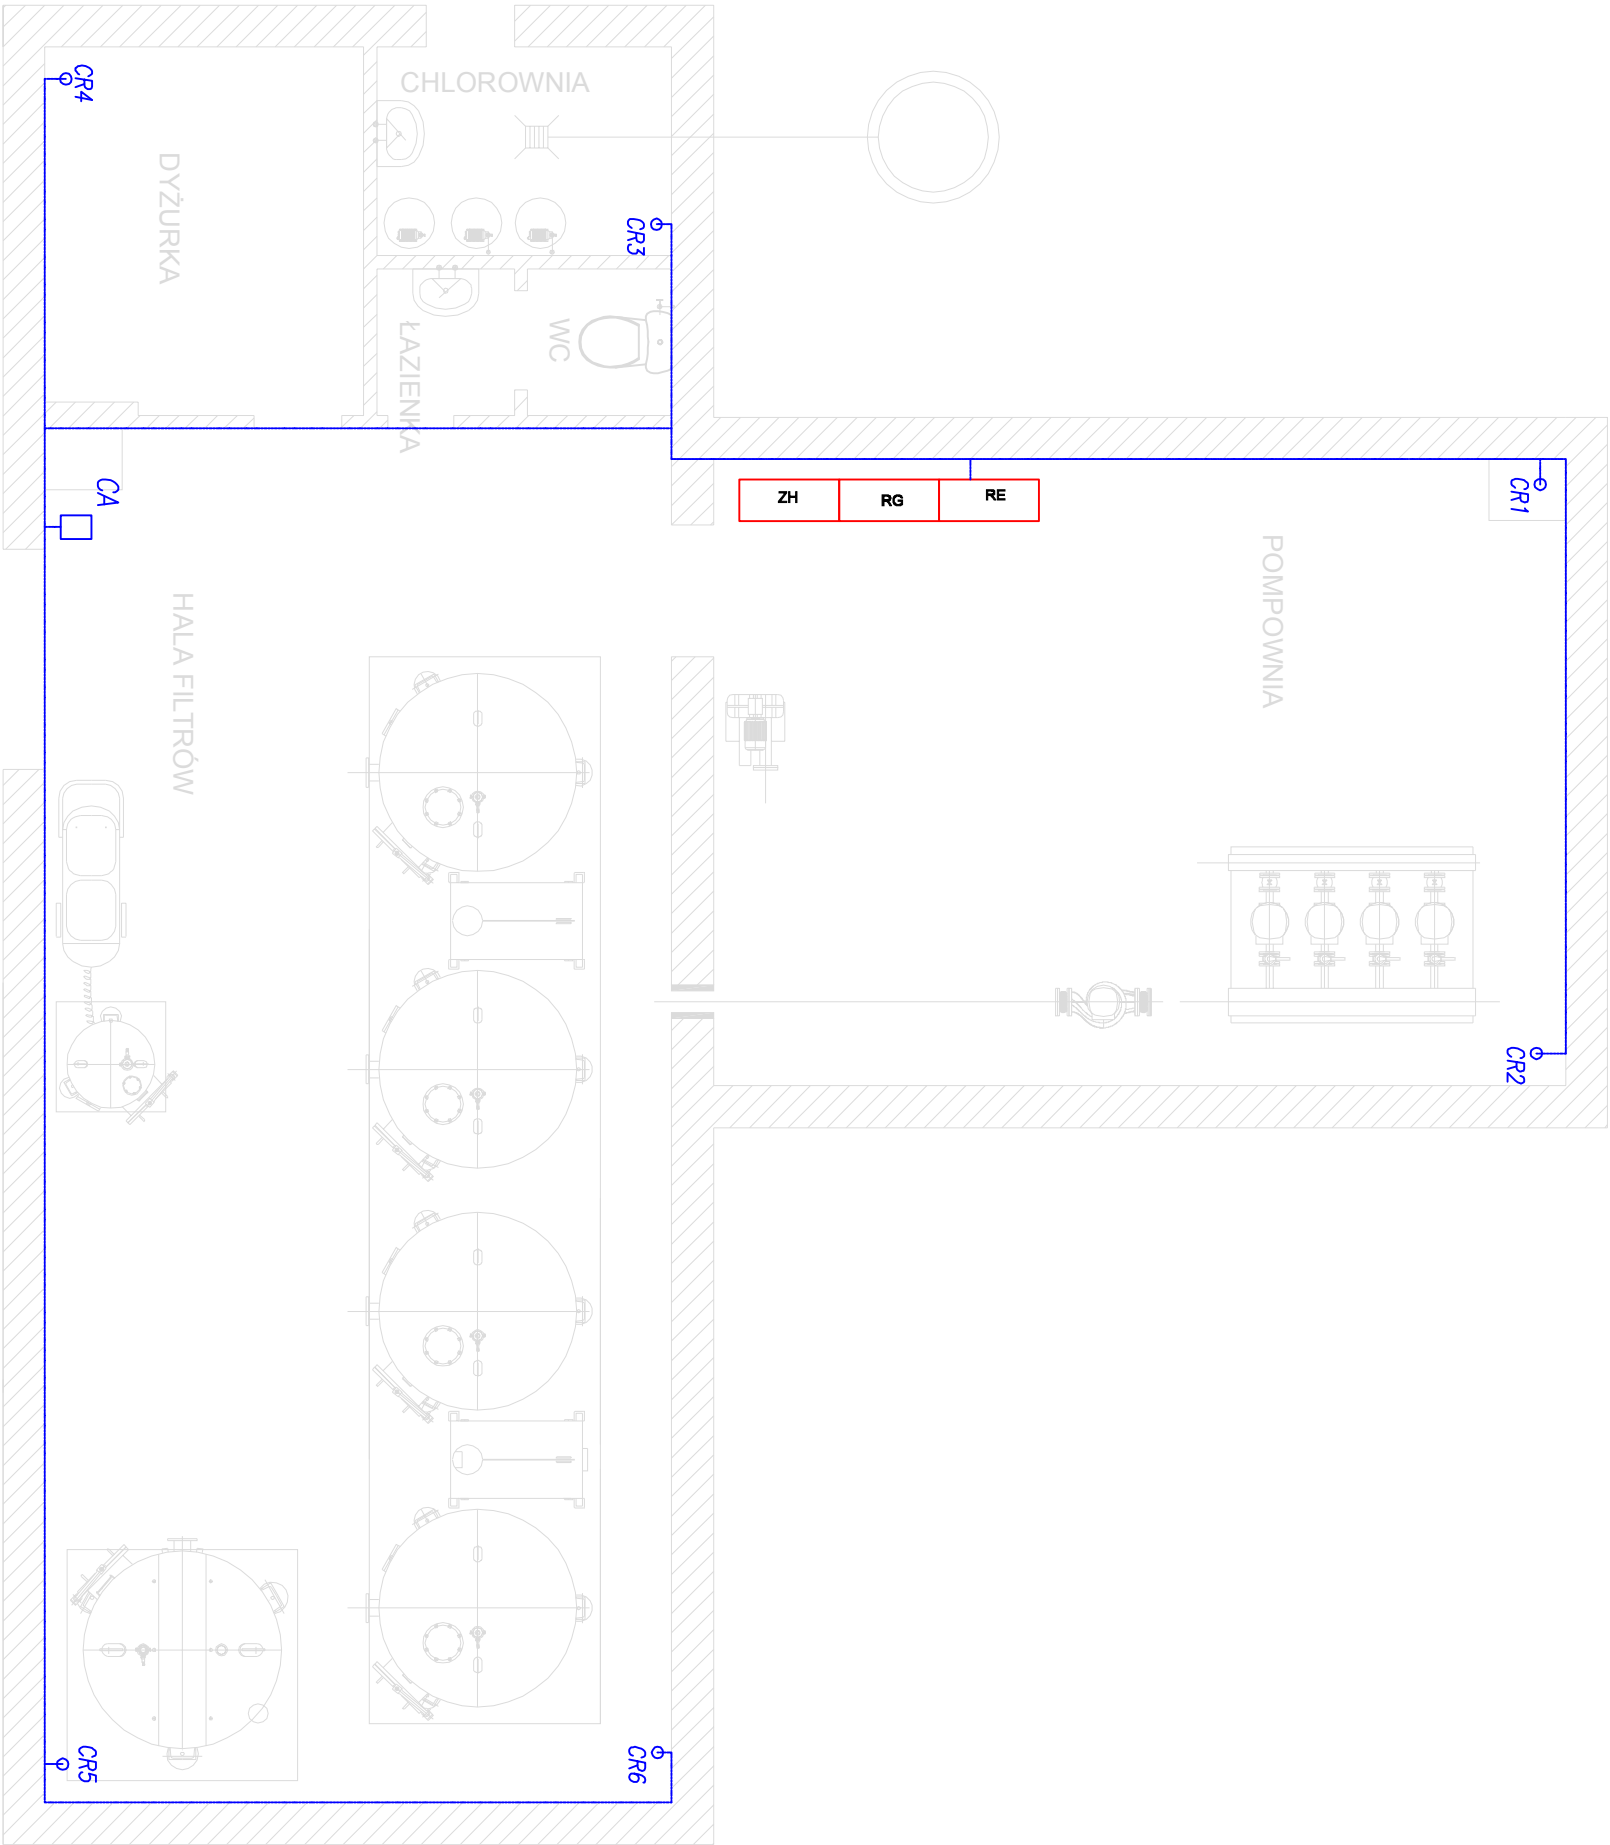 CR4
CHLOROWNIA
DYŻURKA
CR3
WC
ŁAZIENKA
CA
ZH
RG
RE
CR1
POMPOWNIA
HALA FILTRÓW
CR2
CR5
CR6